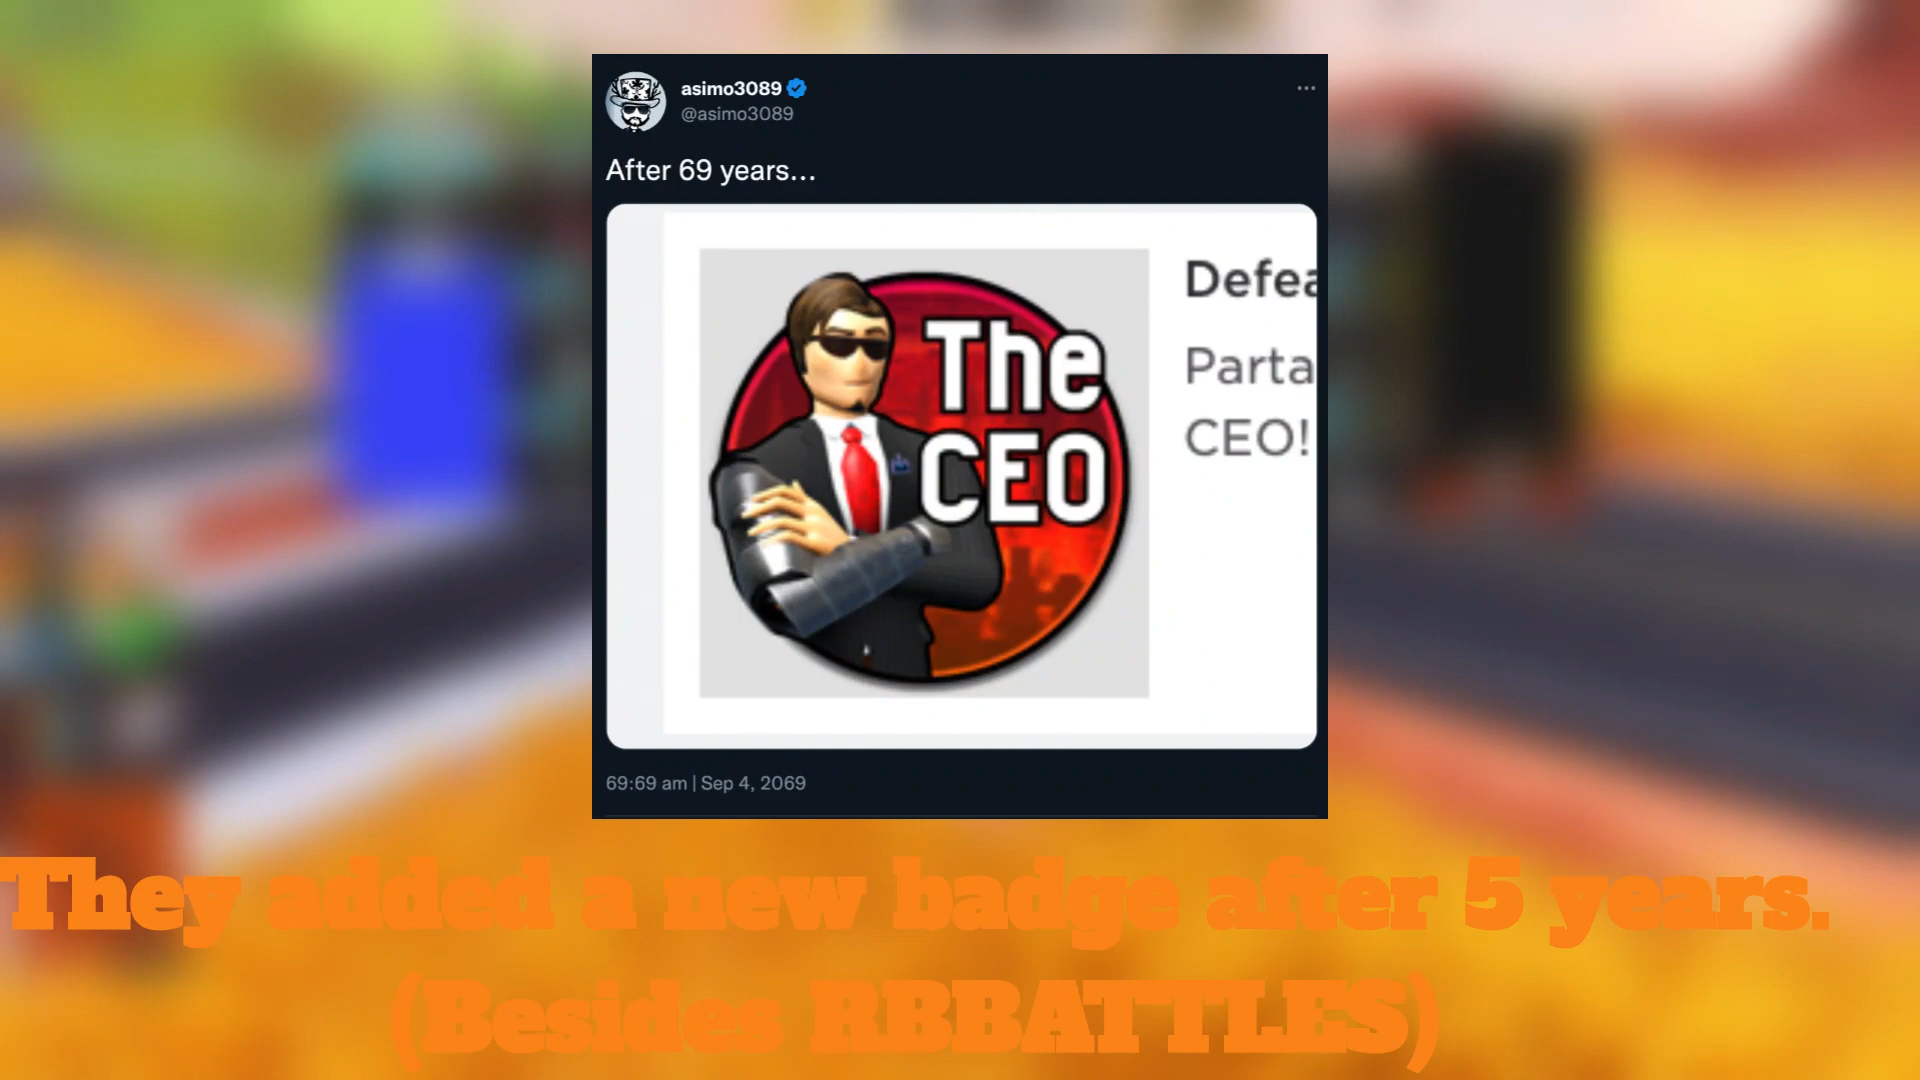 asimo3089
@asimo3089
After 69 years...
The
CEO
Defea
Parta
CEO!
69:69 am | Sep 4, 2069
They added a new badge after 5 years.
(Besides RBBATTLES)